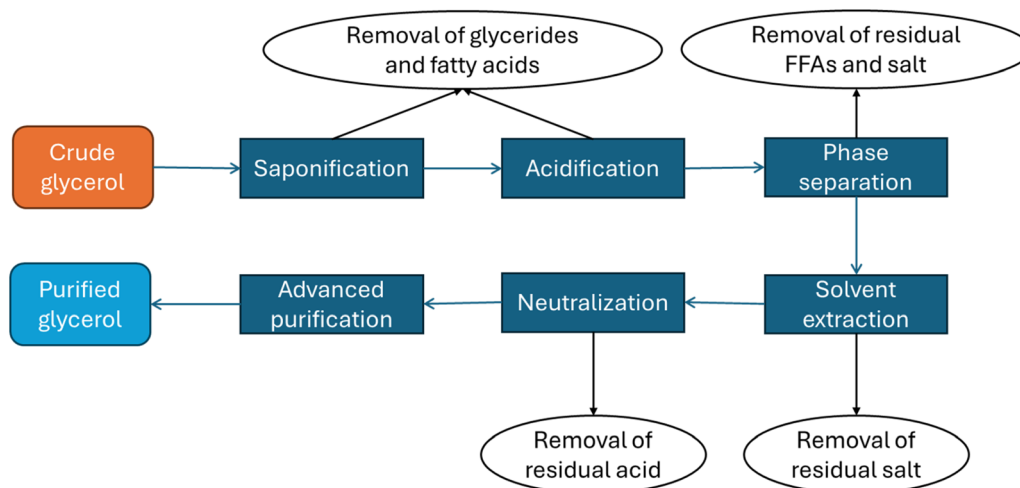 Removal of glycerides
and fatty acids
Removal of residual
FFAs and salt
Crude
glycerol
Saponification
Acidification
Phase
separation
Purified
glycerol
Advanced
purification
Neutralization
Solvent
extraction
Removal of
residual acid
Removal of
residual salt